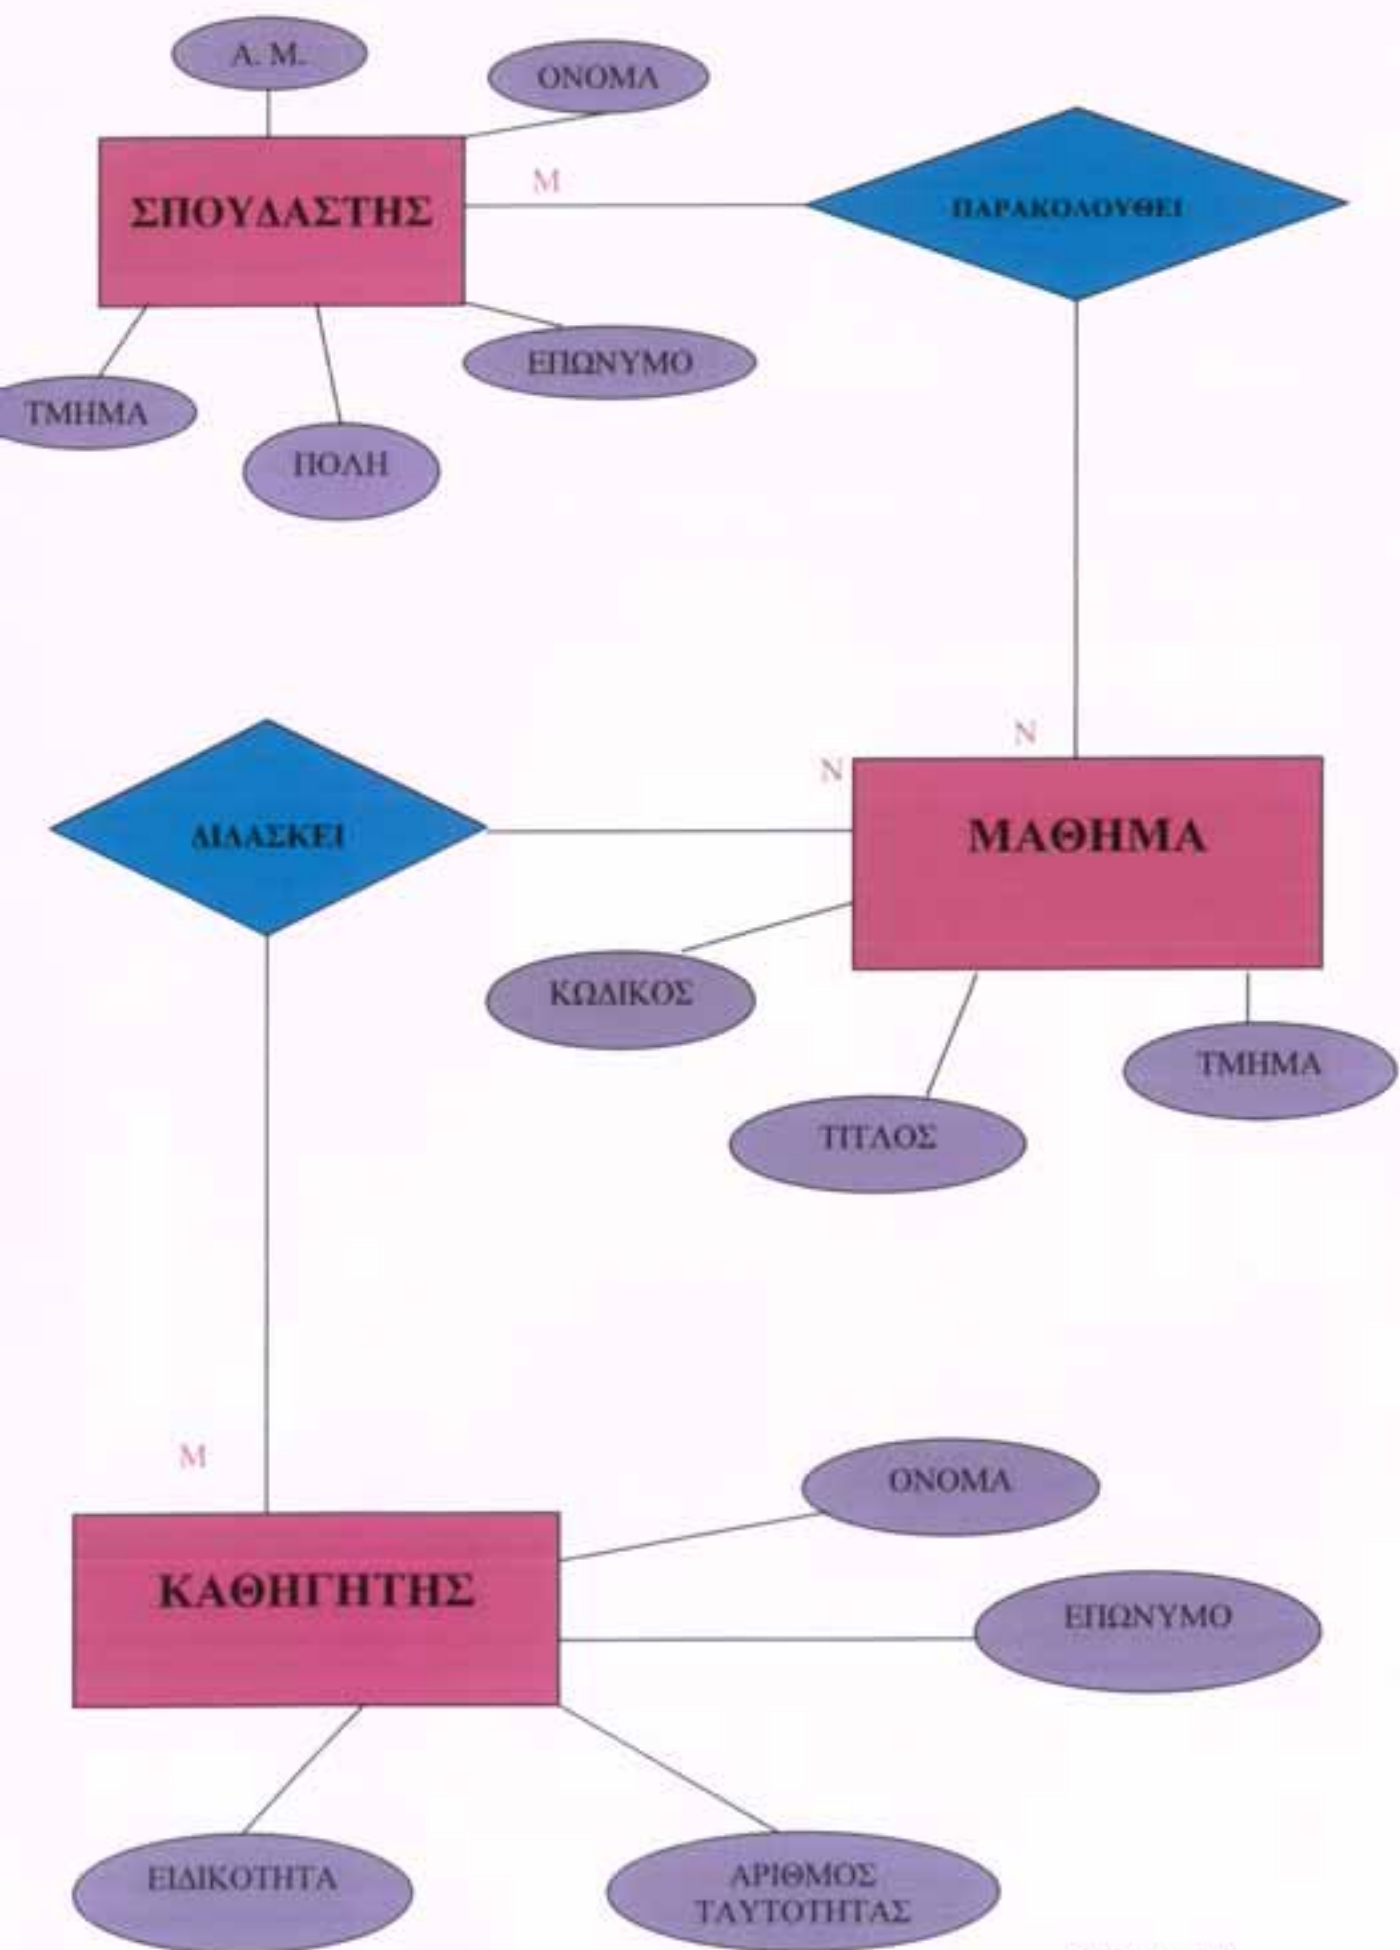 Α. Μ.
ΟΝΟΜΑ
Μ
ΣΠΟΥΔΑΣΤΗΣ
ΠΑΡΑΚΟΛΟΥΘΕΙ
ΕΠΩΝΥΜΟ
ΤΜΗΜΑ
ΠΟΛΗ
Ν
Ν
ΔΙΔΑΣΚΕΙ
ΜΑΘΗΜΑ
ΚΩΔΙΚΟΣ
ΤΜΗΜΑ
ΤΙΤΛΟΣ
Μ
ΟΝΟΜΑ
ΚΑΘΗΓΗΤΗΣ
ΕΠΩΝΥΜΟ
ΕΙΔΙΚΟΤΗΤΑ
ΑΡΙΘΜΟΣ
ΤΑΥΤΟΤΗΤΑΣ